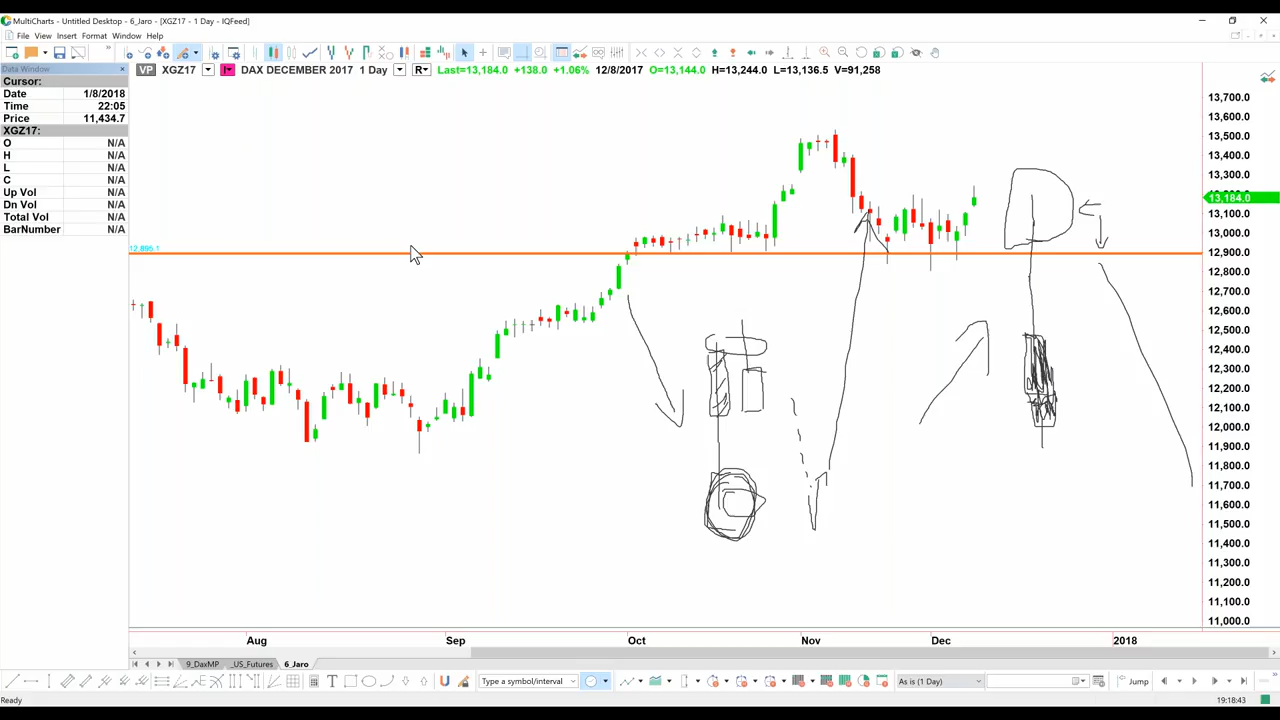 MultiCharts - Untitled Desktop - 6_Jaro - [XGZ17 - 1 Day - IQFeed]
File View Insert Format Window Help
Data Window
VP XGZ17 DAX DECEMBER 2017 1 Day R Last=13,184.0 +138.0 +1.06% 12/8/2017 O=13,144.0 H=13,244.0 L=13,136.5 V=91,258
Cursor:
Date 1/8/2018
Time 22:05
Price 11,434.7
XGZ17:
O N/A
H N/A
L N/A
C N/A
Up Vol N/A
Dn Vol N/A
Total Vol N/A
BarNumber N/A
13,700.0
13,600.0
13,500.0
13,400.0
13,300.0
13,184.0
13,100.0
13,000.0
12,895.1
12,900.0
12,800.0
12,700.0
12,600.0
12,500.0
12,400.0
12,300.0
12,200.0
12,100.0
12,000.0
11,900.0
11,800.0
11,700.0
11,600.0
11,500.0
11,400.0
11,300.0
11,200.0
11,100.0
11,000.0
Aug Sep Oct Nov Dec 2018
9_DaxMP _US_Futures 6_Jaro
Type a symbol/interval As is (1 Day) Jump
Ready 19:18:43